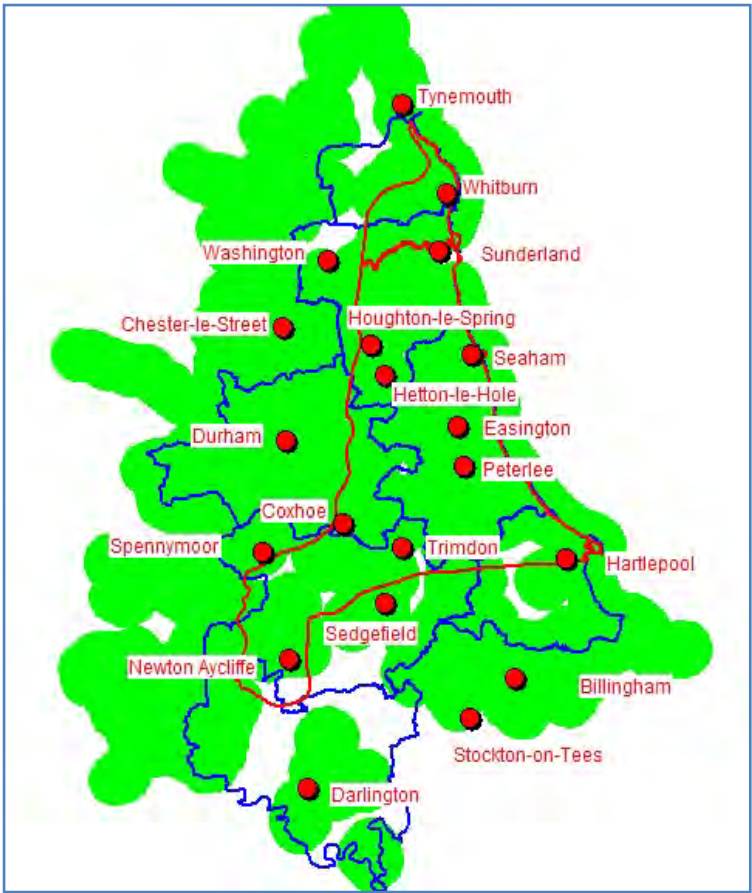 Tynemouth
Whitburn
Washington
Sunderland
Chester-le-Street
Houghton-le-Spring
Seaham
Hetton-le-Hole
Durham
Easington
Peterlee
Coxhoe
Spennymoor
Trimdon
Hartlepool
Sedgefield
Newton Aycliffe
Billingham
Stockton-on-Tees
Darlington